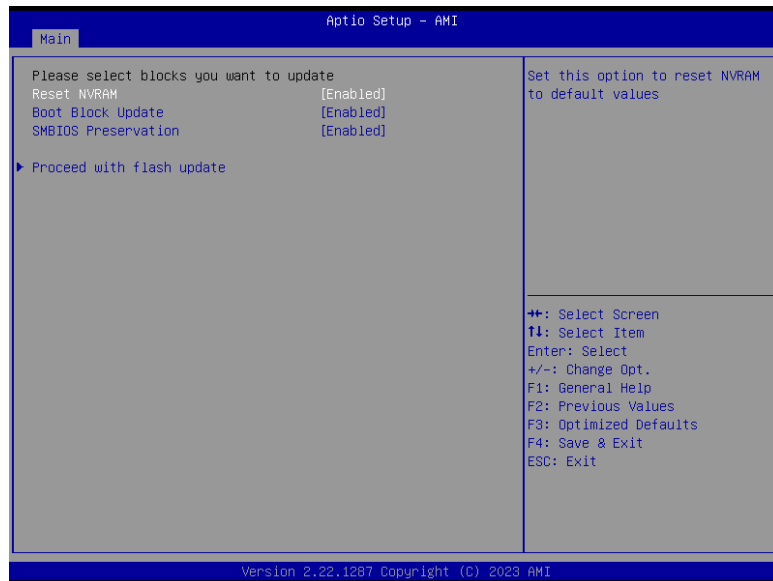 Aptio Setup – AMI
Main
Please select blocks you want to update
Reset NVRAM [Enabled]
Boot Block Update [Enabled]
SMBIOS Preservation [Enabled]
Proceed with flash update
Set this option to reset NVRAM
to default values
→←: Select Screen
↑↓: Select Item
Enter: Select
+/-: Change Opt.
F1: General Help
F2: Previous Values
F3: Optimized Defaults
F4: Save & Exit
ESC: Exit
Version 2.22.1287 Copyright (C) 2023 AMI